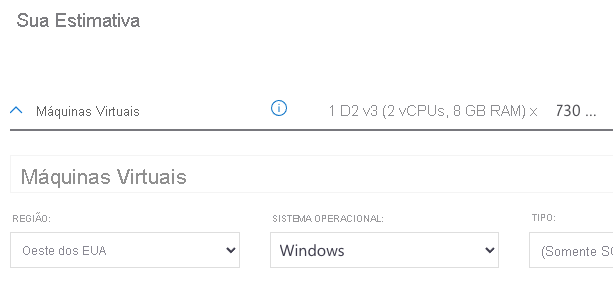 Sua Estimativa
Máquinas Virtuais 1 D2 v3 (2 vCPUs, 8 GB RAM) x 730 ...
Máquinas Virtuais
REGIÃO: SISTEMA OPERACIONAL: TIPO:
Oeste dos EUA Windows (Somente